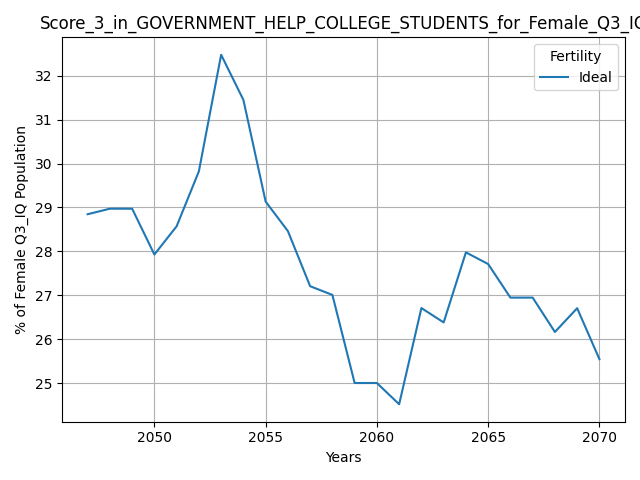 Score_3_in_GOVERNMENT_HELP_COLLEGE_STUDENTS_for_Female_Q3_IQ
Fertility
Ideal
% of Female Q3_IQ Population
32
31
30
29
28
27
26
25
2050 2055 2060 2065 2070
Years